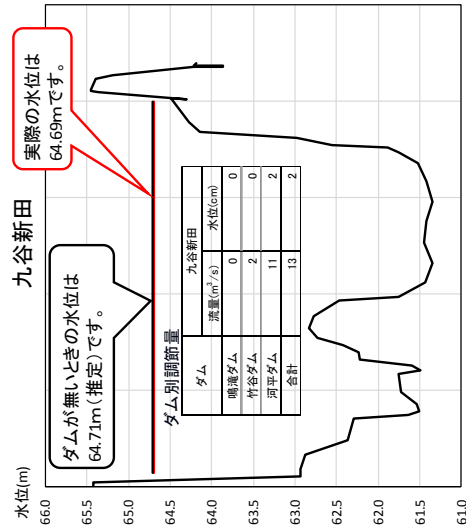 九谷新田
水位(m)
66.0
65.5
65.0
64.5
64.0
63.5
63.0
62.5
62.0
61.5
61.0
ダムが無いときの水位は
64.71m(推定)です。
実際の水位は
64.69mです。
ダム別調節量
ダム 九谷新田
流量(m³/s) 水位(cm)
鳴滝ダム 0 0
竹谷ダム 2 0
河平ダム 11 2
合計 13 2